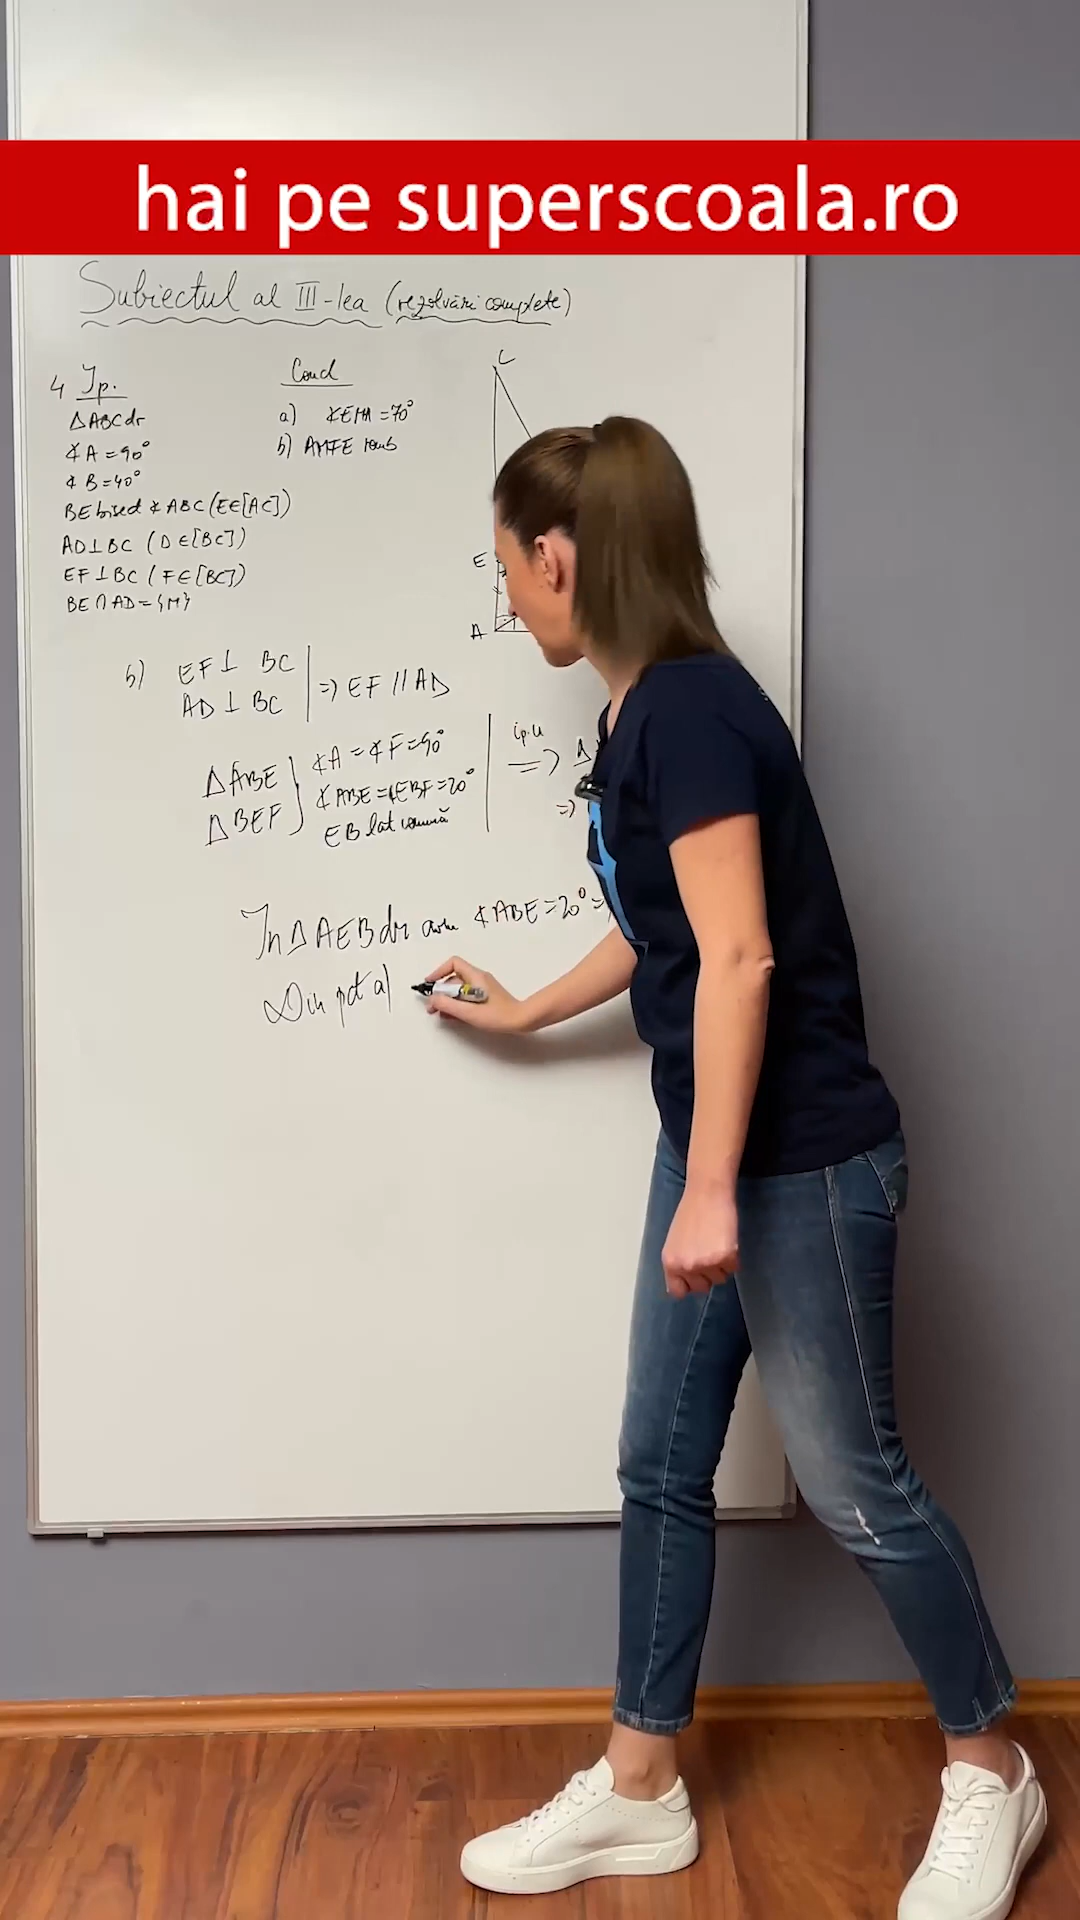 hai pe superscoala.ro
Subiectul al III-lea (rezolvări complete)
4 Ip.
ΔABC dr
∢A = 90°
∢B = 40°
BE bisect ∢ABC (E∈[AC])
AD⊥BC (D∈[BC])
EF⊥BC (F∈[BC])
BE∩AD={M}
Concl
a) ∢EMA = 70°
b) AMFE romb
C
E
A
b) EF⊥ BC
AD⊥BC
=> EF // AD
ΔABE
ΔBEF
∢A = ∢F = 90°
∢ABE = ∢EBF = 20°
EB lat comună
ip.u
=> Δ
=>
În ΔAEB dr avem ∢ABE = 20° =>
Din pct a)